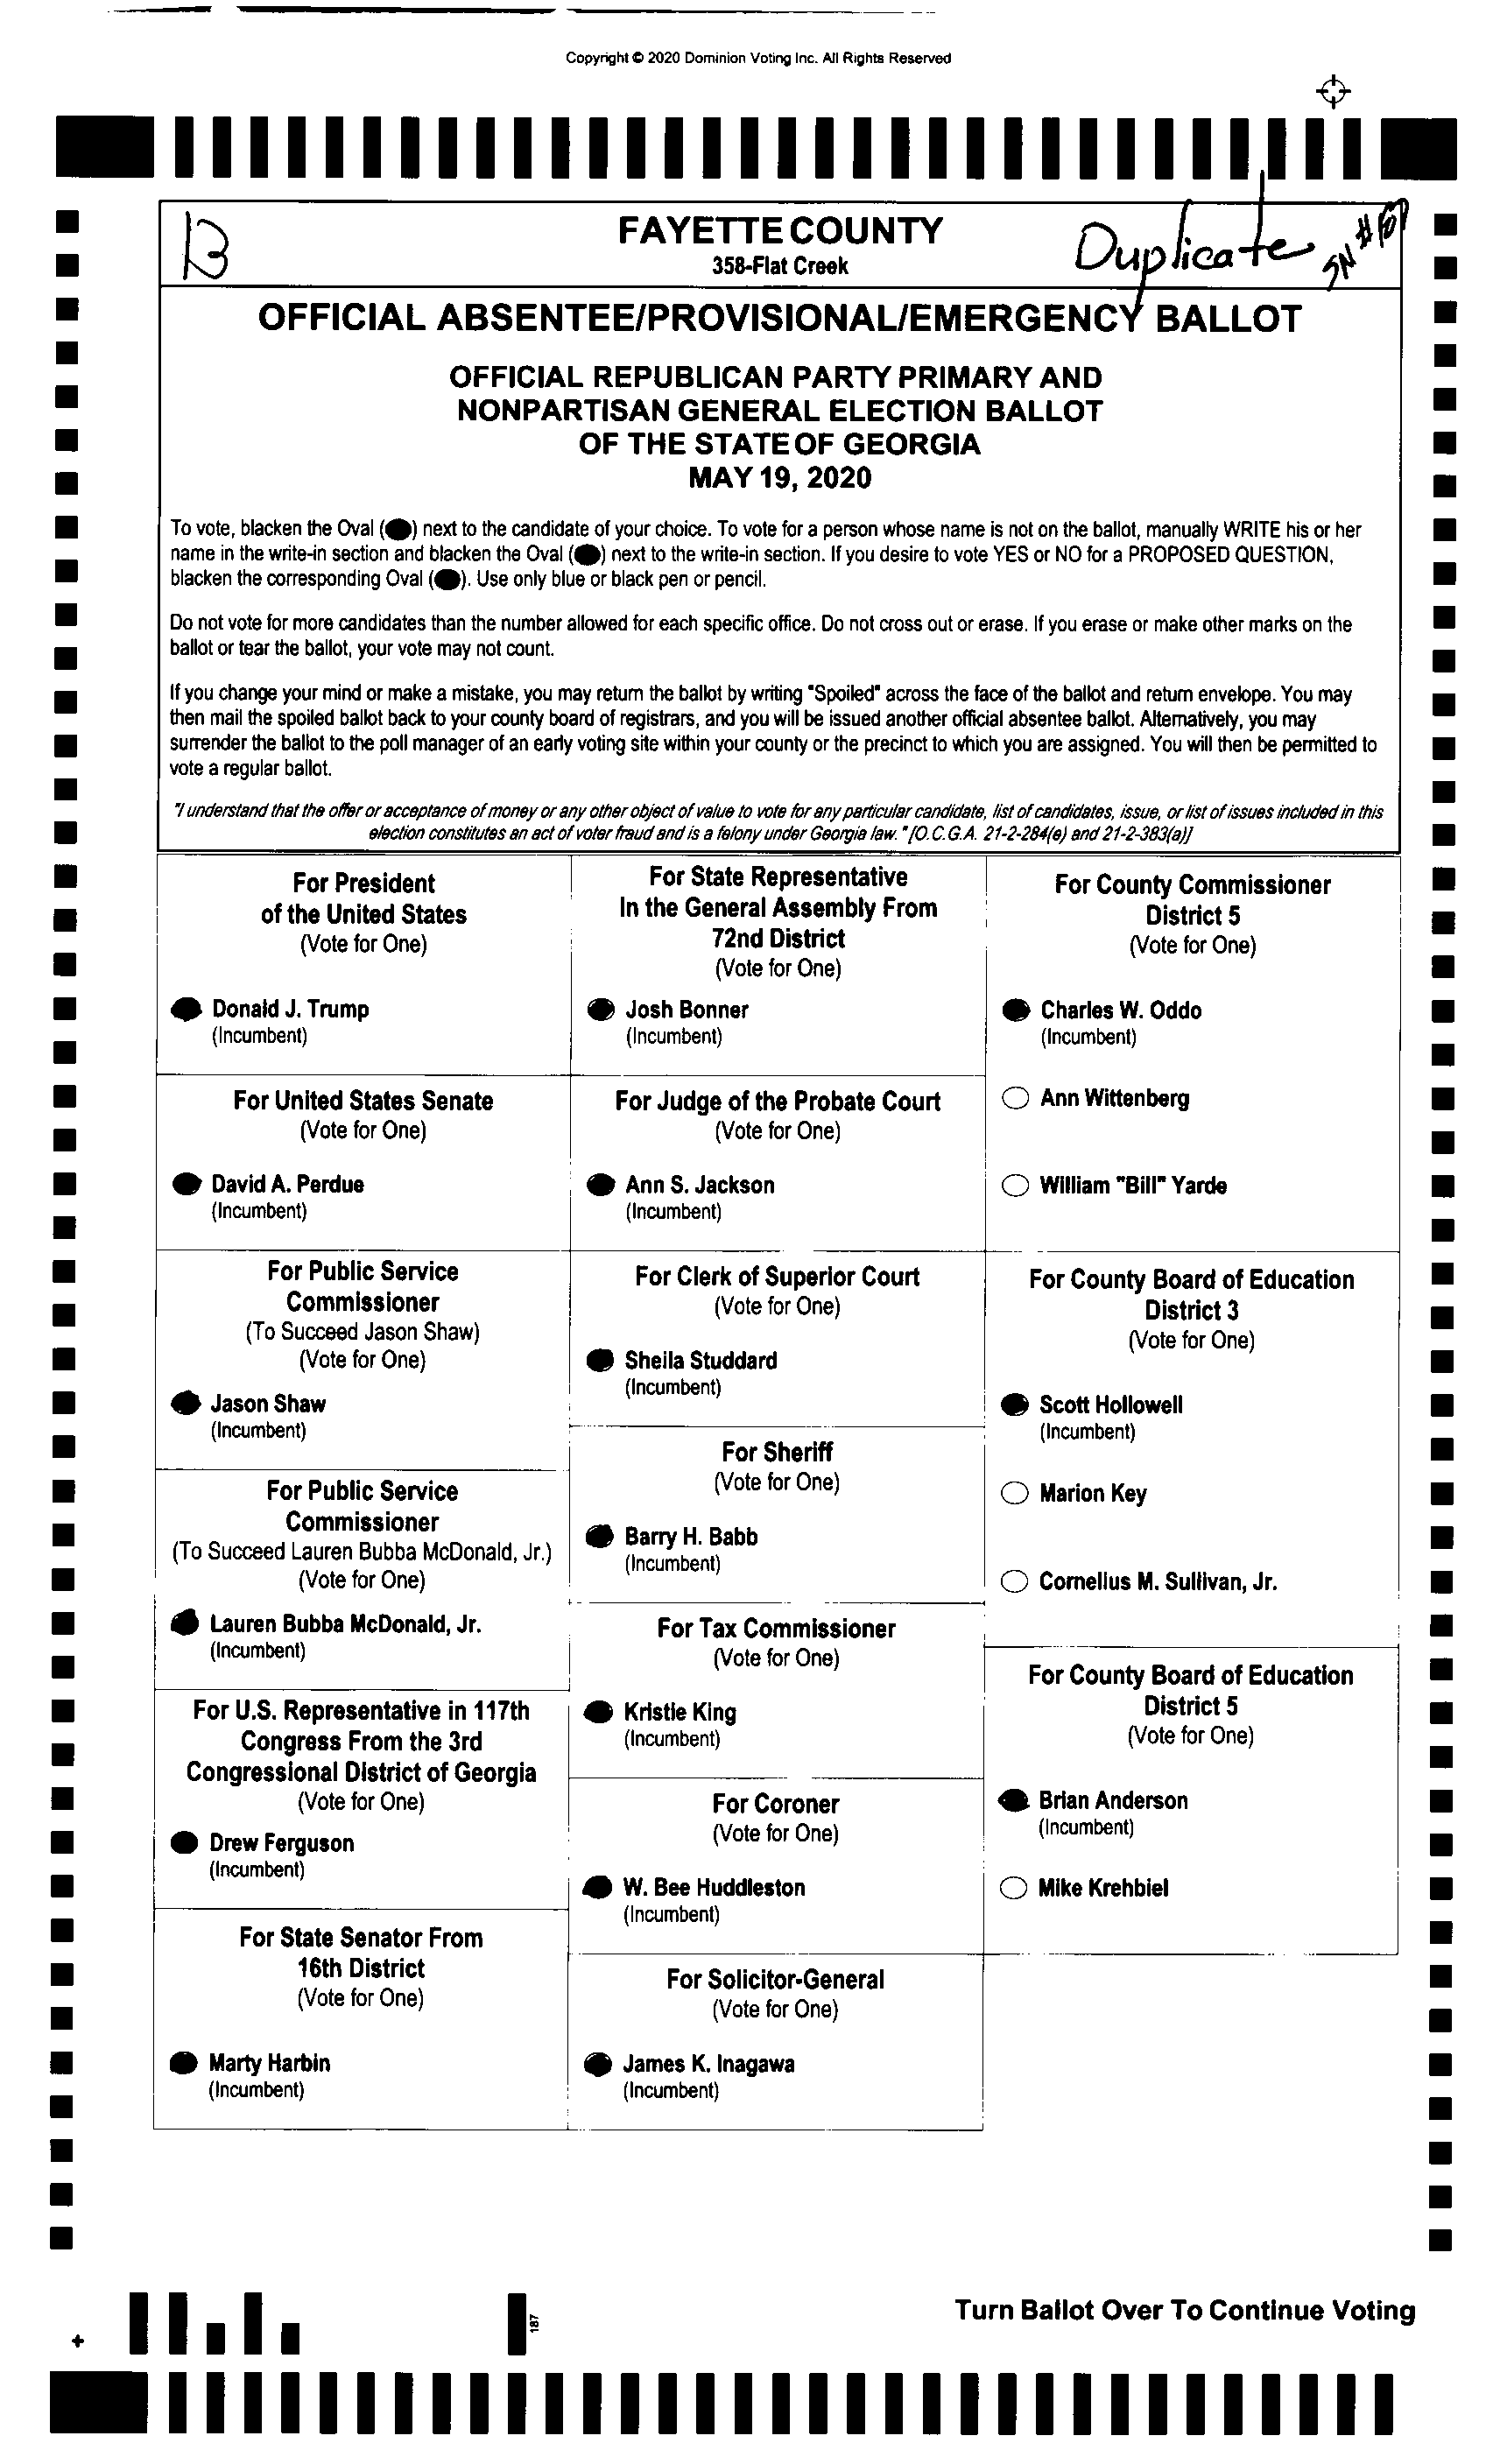 Copyright © 2020 Dominion Voting Inc. All Rights Reserved
B
FAYETTE COUNTY
358-Flat Creek
Duplicate
SN #
OFFICIAL ABSENTEE/PROVISIONAL/EMERGENCY BALLOT
OFFICIAL REPUBLICAN PARTY PRIMARY AND
NONPARTISAN GENERAL ELECTION BALLOT
OF THE STATE OF GEORGIA
MAY 19, 2020
To vote, blacken the Oval ( ) next to the candidate of your choice. To vote for a person whose name is not on the ballot, manually WRITE his or her
name in the write-in section and blacken the Oval ( ) next to the write-in section. If you desire to vote YES or NO for a PROPOSED QUESTION,
blacken the corresponding Oval ( ). Use only blue or black pen or pencil.
Do not vote for more candidates than the number allowed for each specific office. Do not cross out or erase. If you erase or make other marks on the
ballot or tear the ballot, your vote may not count.
If you change your mind or make a mistake, you may return the ballot by writing "Spoiled" across the face of the ballot and return envelope. You may
then mail the spoiled ballot back to your county board of registrars, and you will be issued another official absentee ballot. Alternatively, you may
surrender the ballot to the poll manager of an early voting site within your county or the precinct to which you are assigned. You will then be permitted to
vote a regular ballot.
"I understand that the offer or acceptance of money or any other object of value to vote for any particular candidate, list of candidates, issue, or list of issues included in this
election constitutes an act of voter fraud and is a felony under Georgia law." [O.C.G.A. 21-2-284(e) and 21-2-383(a)]
For President
of the United States
(Vote for One)
Donald J. Trump
(Incumbent)
For United States Senate
(Vote for One)
David A. Perdue
(Incumbent)
For Public Service
Commissioner
(To Succeed Jason Shaw)
(Vote for One)
Jason Shaw
(Incumbent)
For Public Service
Commissioner
(To Succeed Lauren Bubba McDonald, Jr.)
(Vote for One)
Lauren Bubba McDonald, Jr.
(Incumbent)
For U.S. Representative in 117th
Congress From the 3rd
Congressional District of Georgia
(Vote for One)
Drew Ferguson
(Incumbent)
For State Senator From
16th District
(Vote for One)
Marty Harbin
(Incumbent)
For State Representative
In the General Assembly From
72nd District
(Vote for One)
Josh Bonner
(Incumbent)
For Judge of the Probate Court
(Vote for One)
Ann S. Jackson
(Incumbent)
For Clerk of Superior Court
(Vote for One)
Sheila Studdard
(Incumbent)
For Sheriff
(Vote for One)
Barry H. Babb
(Incumbent)
For Tax Commissioner
(Vote for One)
Kristie King
(Incumbent)
For Coroner
(Vote for One)
W. Bee Huddleston
(Incumbent)
For Solicitor-General
(Vote for One)
James K. Inagawa
(Incumbent)
For County Commissioner
District 5
(Vote for One)
Charles W. Oddo
(Incumbent)
Ann Wittenberg
William "Bill" Yarde
For County Board of Education
District 3
(Vote for One)
Scott Hollowell
(Incumbent)
Marion Key
Cornelius M. Sullivan, Jr.
For County Board of Education
District 5
(Vote for One)
Brian Anderson
(Incumbent)
Mike Krehbiel
187
Turn Ballot Over To Continue Voting